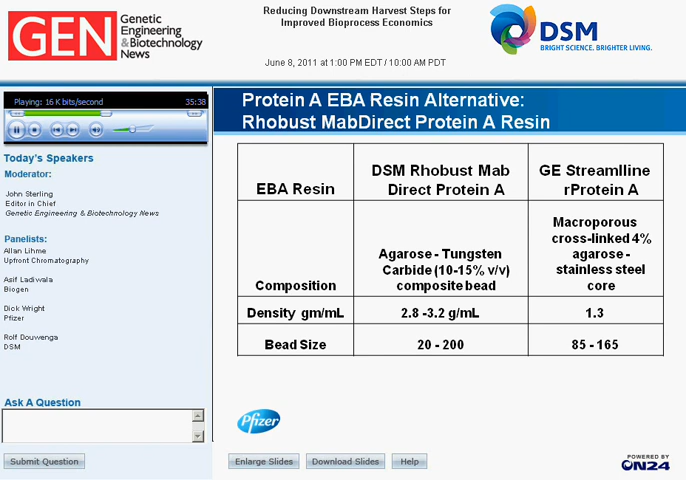 GEN Genetic
Engineering
& Biotechnology
News
Reducing Downstream Harvest Steps for
Improved Bioprocess Economics
June 8, 2011 at 1:00 PM EDT / 10:00 AM PDT
DSM
BRIGHT SCIENCE. BRIGHTER LIVING.
Playing: 16 K bits/second 35:38
Today's Speakers
Moderator:
John Sterling
Editor in Chief
Genetic Engineering & Biotechnology News
Panelists:
Allan Lihme
Upfront Chromatography
Asif Ladiwala
Biogen
Dick Wright
Pfizer
Rolf Douwenga
DSM
Ask A Question
Submit Question
Protein A EBA Resin Alternative:
Rhobust MabDirect Protein A Resin
EBA Resin
DSM Rhobust Mab
Direct Protein A
GE Streamlline
rProtein A
Composition
Agarose - Tungsten
Carbide (10-15% v/v)
composite bead
Macroporous
cross-linked 4%
agarose -
stainless steel
core
Density gm/mL 2.8 -3.2 g/mL 1.3
Bead Size 20 - 200 85 - 165
Pfizer
Enlarge Slides Download Slides Help
POWERED BY
ON24